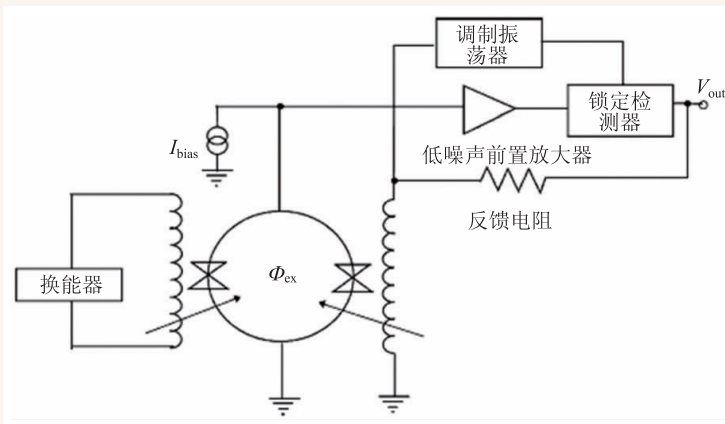 调制振
荡器
V_out
锁定检
测器
I_bias
低噪声前置放大器
反馈电阻
换能器
Φ_ex